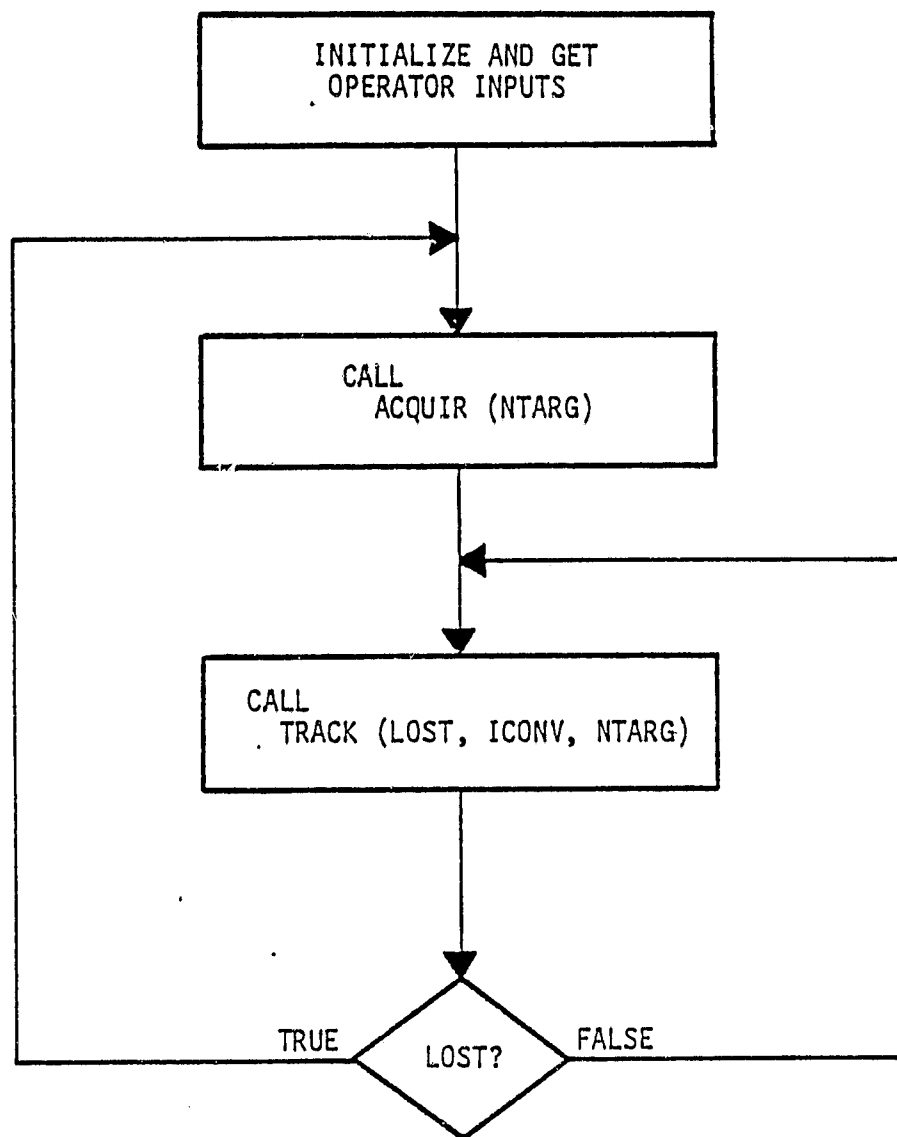 INITIALIZE AND GET
OPERATOR INPUTS
CALL
ACQUIR (NTARG)
CALL
TRACK (LOST, ICONV, NTARG)
TRUE
LOST?
FALSE